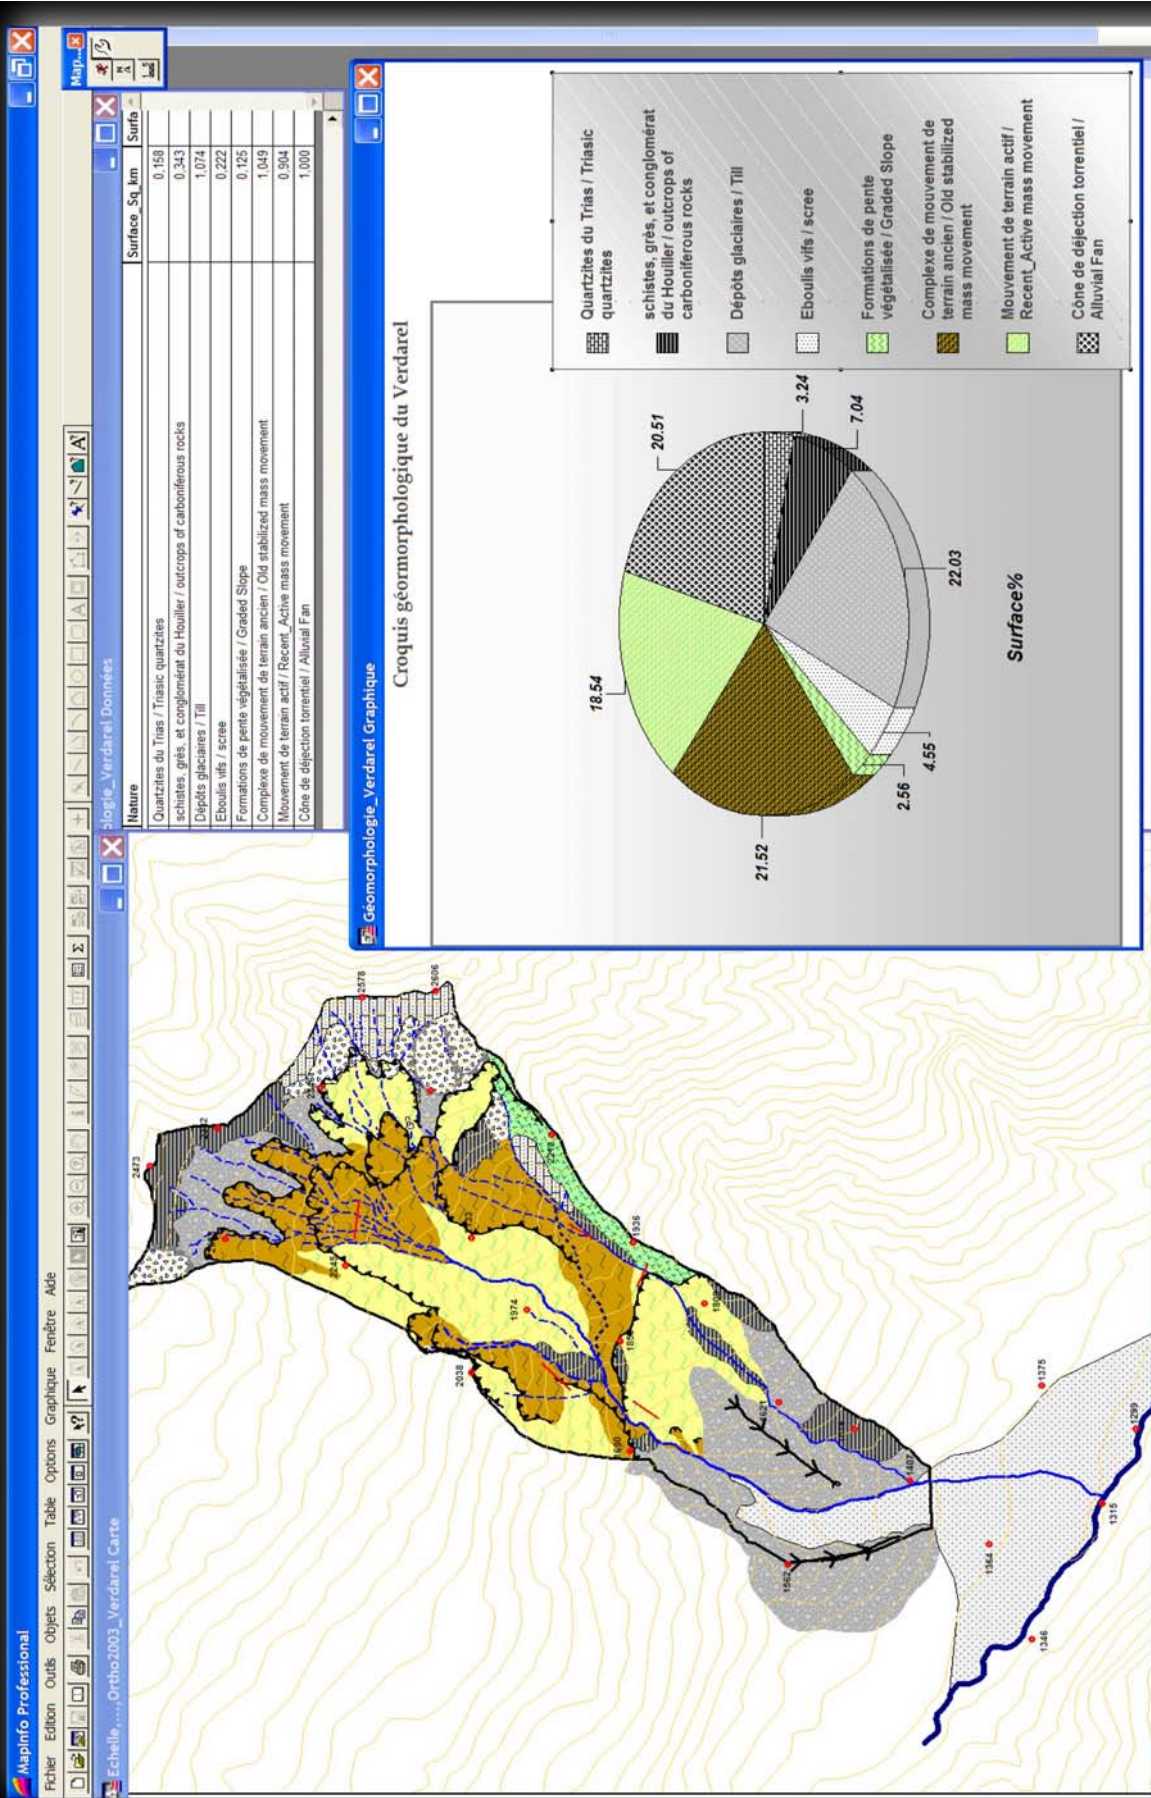 MapInfo Professional
Fichier Edition Outils Objets Sélection Table Options Graphique Fenêtre Aide
Map...
Echelle,...,Ortho2003_Verdarel Carte
2473
2578
2606
2245
2038
1974
1936
1562
1407
1375
1364
1346
1315
1299
ologie_Verdarel Données
Nature Surface_Sq_km Surfa
Quartzites du Trias / Triasic quartzites 0,158
schistes, grès, et conglomérat du Houiller / outcrops of carboniferous rocks 0,343
Dépôts glaciaires / Till 1,074
Eboulis vifs / scree 0,222
Formations de pente végétalisée / Graded Slope 0,125
Complexe de mouvement de terrain ancien / Old stabilized mass movement 1,049
Mouvement de terrain actif / Recent_Active mass movement 0,904
Cône de déjection torrentiel / Alluvial Fan 1,000
Géomorphologie_Verdarel Graphique
Croquis géormorphologique du Verdarel
18.54
20.51
21.52
3.24
7.04
2.56
4.55
22.03
Surface%
Quartzites du Trias / Triasic
quartzites
schistes, grès, et conglomérat
du Houiller / outcrops of
carboniferous rocks
Dépôts glaciaires / Till
Eboulis vifs / scree
Formations de pente
végétalisée / Graded Slope
Complexe de mouvement de
terrain ancien / Old stabilized
mass movement
Mouvement de terrain actif /
Recent_Active mass movement
Cône de déjection torrentiel /
Alluvial Fan